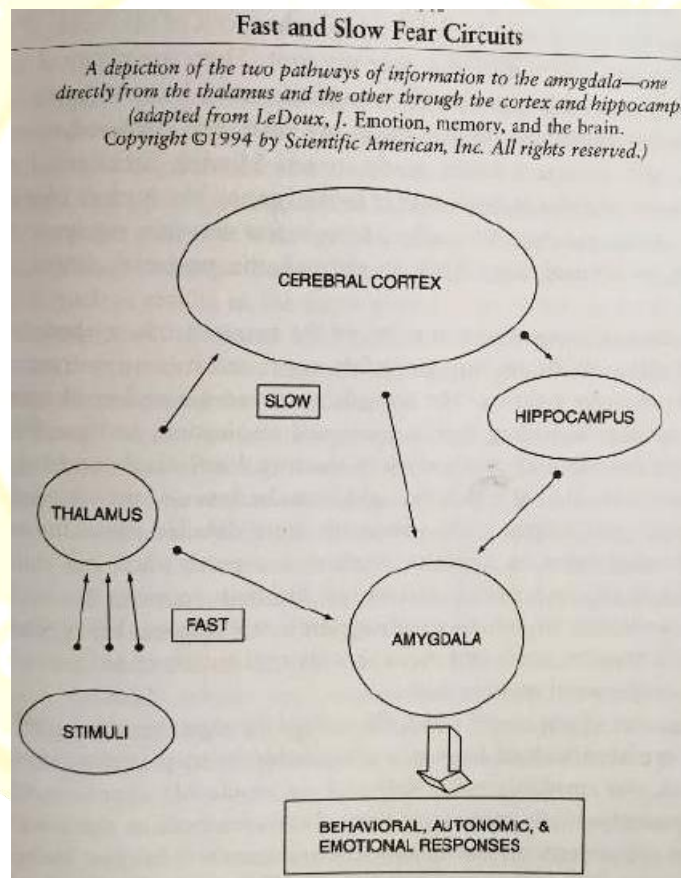 Fast and Slow Fear Circuits
A depiction of the two pathways of information to the amygdala—one
directly from the thalamus and the other through the cortex and hippocamp
(adapted from LeDoux, J. Emotion, memory, and the brain.
Copyright ©1994 by Scientific American, Inc. All rights reserved.)
CEREBRAL CORTEX
SLOW
HIPPOCAMPUS
THALAMUS
FAST
AMYGDALA
STIMULI
BEHAVIORAL, AUTONOMIC, &
EMOTIONAL RESPONSES